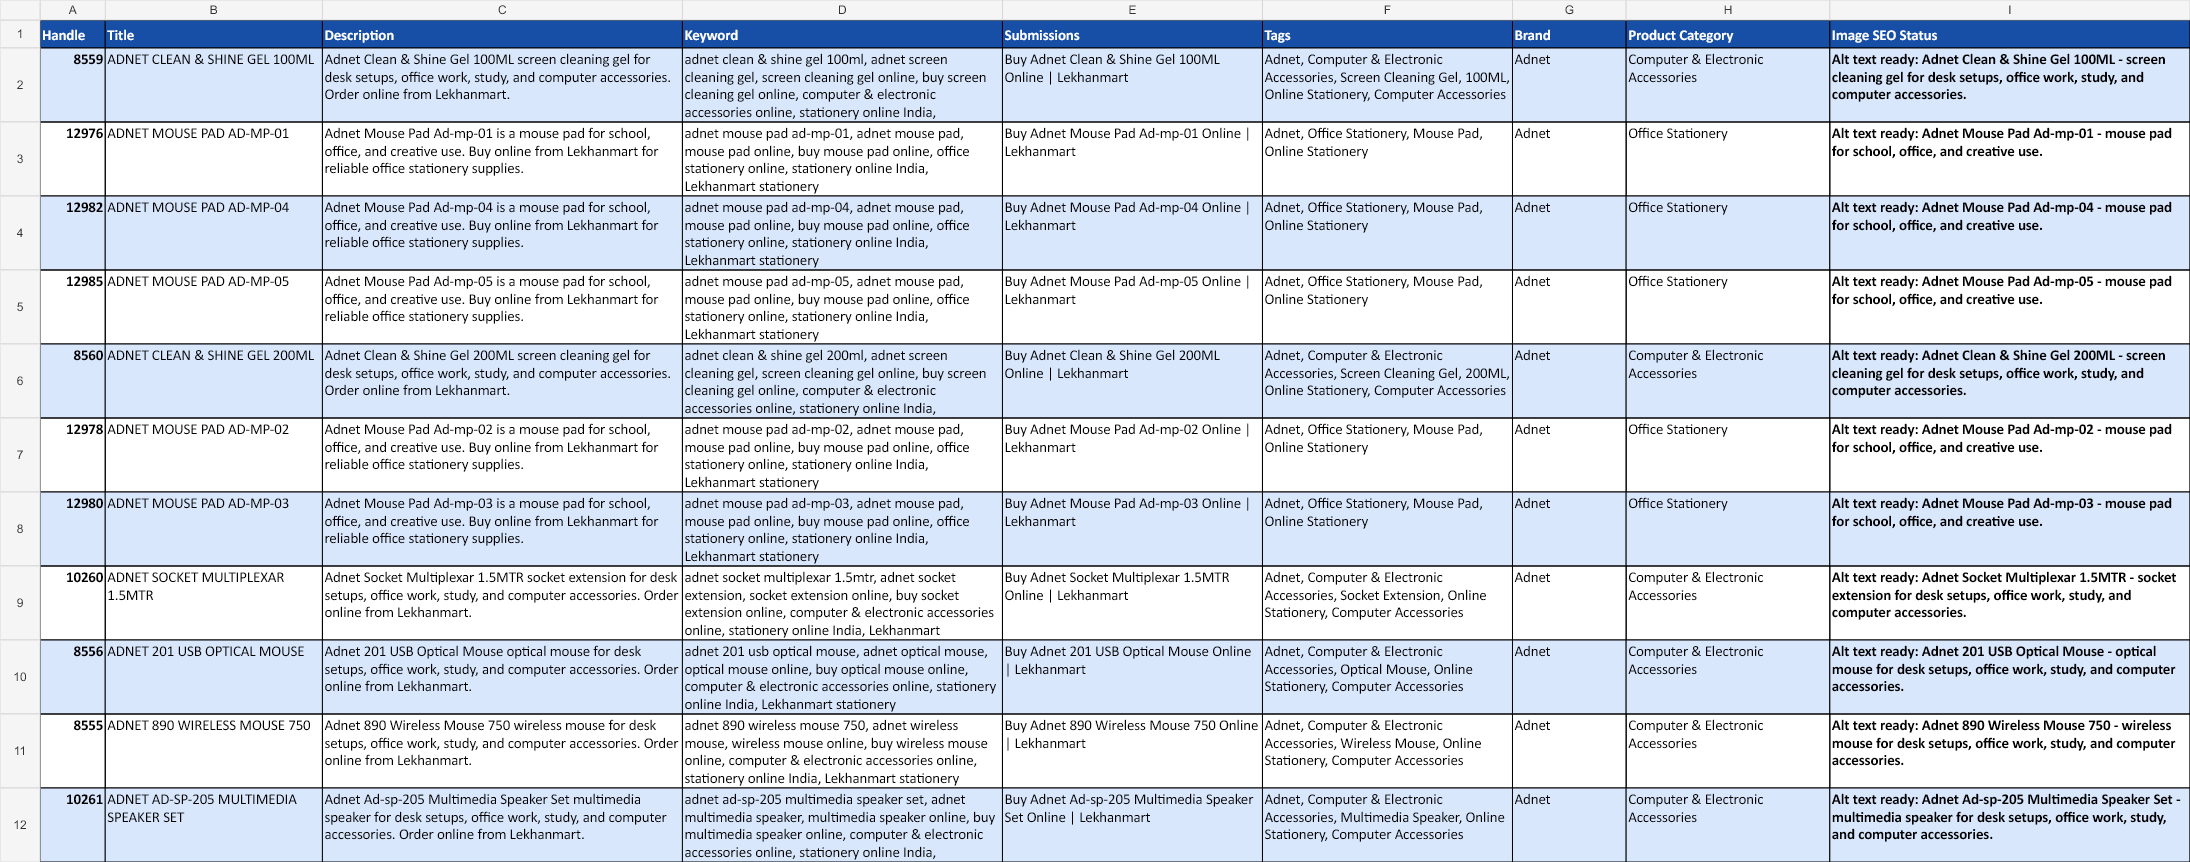 A B C D E F G H I
1 Handle Title Description Keyword Submissions Tags Brand Product Category Image SEO Status
2
8559
ADNET CLEAN & SHINE GEL 100ML
Adnet Clean & Shine Gel 100ML screen cleaning gel for
desk setups, office work, study, and computer accessories.
Order online from Lekhanmart.
adnet clean & shine gel 100ml, adnet screen
cleaning gel, screen cleaning gel online, buy screen
cleaning gel online, computer & electronic
accessories online, stationery online India,
Buy Adnet Clean & Shine Gel 100ML
Online | Lekhanmart
Adnet, Computer & Electronic
Accessories, Screen Cleaning Gel, 100ML,
Online Stationery, Computer Accessories
Adnet
Computer & Electronic
Accessories
Alt text ready: Adnet Clean & Shine Gel 100ML - screen
cleaning gel for desk setups, office work, study, and
computer accessories.
3
12976
ADNET MOUSE PAD AD-MP-01
Adnet Mouse Pad Ad-mp-01 is a mouse pad for school,
office, and creative use. Buy online from Lekhanmart for
reliable office stationery supplies.
adnet mouse pad ad-mp-01, adnet mouse pad,
mouse pad online, buy mouse pad online, office
stationery online, stationery online India,
Lekhanmart stationery
Buy Adnet Mouse Pad Ad-mp-01 Online |
Lekhanmart
Adnet, Office Stationery, Mouse Pad,
Online Stationery
Adnet
Office Stationery
Alt text ready: Adnet Mouse Pad Ad-mp-01 - mouse pad
for school, office, and creative use.
4
12982
ADNET MOUSE PAD AD-MP-04
Adnet Mouse Pad Ad-mp-04 is a mouse pad for school,
office, and creative use. Buy online from Lekhanmart for
reliable office stationery supplies.
adnet mouse pad ad-mp-04, adnet mouse pad,
mouse pad online, buy mouse pad online, office
stationery online, stationery online India,
Lekhanmart stationery
Buy Adnet Mouse Pad Ad-mp-04 Online |
Lekhanmart
Adnet, Office Stationery, Mouse Pad,
Online Stationery
Adnet
Office Stationery
Alt text ready: Adnet Mouse Pad Ad-mp-04 - mouse pad
for school, office, and creative use.
5
12985
ADNET MOUSE PAD AD-MP-05
Adnet Mouse Pad Ad-mp-05 is a mouse pad for school,
office, and creative use. Buy online from Lekhanmart for
reliable office stationery supplies.
adnet mouse pad ad-mp-05, adnet mouse pad,
mouse pad online, buy mouse pad online, office
stationery online, stationery online India,
Lekhanmart stationery
Buy Adnet Mouse Pad Ad-mp-05 Online |
Lekhanmart
Adnet, Office Stationery, Mouse Pad,
Online Stationery
Adnet
Office Stationery
Alt text ready: Adnet Mouse Pad Ad-mp-05 - mouse pad
for school, office, and creative use.
6
8560
ADNET CLEAN & SHINE GEL 200ML
Adnet Clean & Shine Gel 200ML screen cleaning gel for
desk setups, office work, study, and computer accessories.
Order online from Lekhanmart.
adnet clean & shine gel 200ml, adnet screen
cleaning gel, screen cleaning gel online, buy screen
cleaning gel online, computer & electronic
accessories online, stationery online India,
Buy Adnet Clean & Shine Gel 200ML
Online | Lekhanmart
Adnet, Computer & Electronic
Accessories, Screen Cleaning Gel, 200ML,
Online Stationery, Computer Accessories
Adnet
Computer & Electronic
Accessories
Alt text ready: Adnet Clean & Shine Gel 200ML - screen
cleaning gel for desk setups, office work, study, and
computer accessories.
7
12978
ADNET MOUSE PAD AD-MP-02
Adnet Mouse Pad Ad-mp-02 is a mouse pad for school,
office, and creative use. Buy online from Lekhanmart for
reliable office stationery supplies.
adnet mouse pad ad-mp-02, adnet mouse pad,
mouse pad online, buy mouse pad online, office
stationery online, stationery online India,
Lekhanmart stationery
Buy Adnet Mouse Pad Ad-mp-02 Online |
Lekhanmart
Adnet, Office Stationery, Mouse Pad,
Online Stationery
Adnet
Office Stationery
Alt text ready: Adnet Mouse Pad Ad-mp-02 - mouse pad
for school, office, and creative use.
8
12980
ADNET MOUSE PAD AD-MP-03
Adnet Mouse Pad Ad-mp-03 is a mouse pad for school,
office, and creative use. Buy online from Lekhanmart for
reliable office stationery supplies.
adnet mouse pad ad-mp-03, adnet mouse pad,
mouse pad online, buy mouse pad online, office
stationery online, stationery online India,
Lekhanmart stationery
Buy Adnet Mouse Pad Ad-mp-03 Online |
Lekhanmart
Adnet, Office Stationery, Mouse Pad,
Online Stationery
Adnet
Office Stationery
Alt text ready: Adnet Mouse Pad Ad-mp-03 - mouse pad
for school, office, and creative use.
9
10260
ADNET SOCKET MULTIPLEXAR
1.5MTR
Adnet Socket Multiplexar 1.5MTR socket extension for desk
setups, office work, study, and computer accessories. Order
online from Lekhanmart.
adnet socket multiplexar 1.5mtr, adnet socket
extension, socket extension online, buy socket
extension online, computer & electronic accessories
online, stationery online India, Lekhanmart
Buy Adnet Socket Multiplexar 1.5MTR
Online | Lekhanmart
Adnet, Computer & Electronic
Accessories, Socket Extension, Online
Stationery, Computer Accessories
Adnet
Computer & Electronic
Accessories
Alt text ready: Adnet Socket Multiplexar 1.5MTR - socket
extension for desk setups, office work, study, and
computer accessories.
10
8556
ADNET 201 USB OPTICAL MOUSE
Adnet 201 USB Optical Mouse optical mouse for desk
setups, office work, study, and computer accessories. Order
online from Lekhanmart.
adnet 201 usb optical mouse, adnet optical mouse,
optical mouse online, buy optical mouse online,
computer & electronic accessories online, stationery
online India, Lekhanmart stationery
Buy Adnet 201 USB Optical Mouse Online
| Lekhanmart
Adnet, Computer & Electronic
Accessories, Optical Mouse, Online
Stationery, Computer Accessories
Adnet
Computer & Electronic
Accessories
Alt text ready: Adnet 201 USB Optical Mouse - optical
mouse for desk setups, office work, study, and computer
accessories.
11
8555
ADNET 890 WIRELESS MOUSE 750
Adnet 890 Wireless Mouse 750 wireless mouse for desk
setups, office work, study, and computer accessories. Order
online from Lekhanmart.
adnet 890 wireless mouse 750, adnet wireless
mouse, wireless mouse online, buy wireless mouse
online, computer & electronic accessories online,
stationery online India, Lekhanmart stationery
Buy Adnet 890 Wireless Mouse 750 Online
| Lekhanmart
Adnet, Computer & Electronic
Accessories, Wireless Mouse, Online
Stationery, Computer Accessories
Adnet
Computer & Electronic
Accessories
Alt text ready: Adnet 890 Wireless Mouse 750 - wireless
mouse for desk setups, office work, study, and computer
accessories.
12
10261
ADNET AD-SP-205 MULTIMEDIA
SPEAKER SET
Adnet Ad-sp-205 Multimedia Speaker Set multimedia
speaker for desk setups, office work, study, and computer
accessories. Order online from Lekhanmart.
adnet ad-sp-205 multimedia speaker set, adnet
multimedia speaker, multimedia speaker online, buy
multimedia speaker online, computer & electronic
accessories online, stationery online India,
Buy Adnet Ad-sp-205 Multimedia Speaker
Set Online | Lekhanmart
Adnet, Computer & Electronic
Accessories, Multimedia Speaker, Online
Stationery, Computer Accessories
Adnet
Computer & Electronic
Accessories
Alt text ready: Adnet Ad-sp-205 Multimedia Speaker Set -
multimedia speaker for desk setups, office work, study,
and computer accessories.